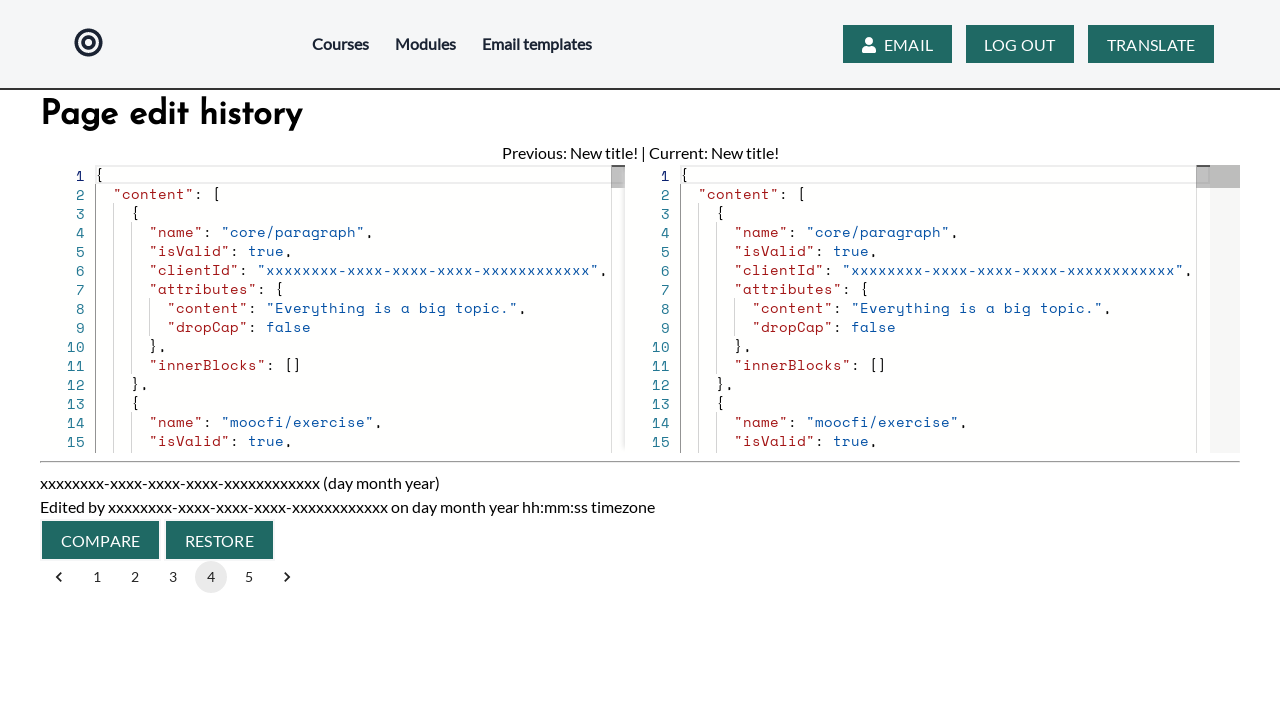 Courses Modules Email templates EMAIL LOG OUT TRANSLATE
Page edit history
Previous: New title! | Current: New title!
1 {
2 "content": [
3 {
4 "name": "core/paragraph",
5 "isValid": true,
6 "clientId": "xxxxxxxx-xxxx-xxxx-xxxx-xxxxxxxxxxxx",
7 "attributes": {
8 "content": "Everything is a big topic.",
9 "dropCap": false
10 },
11 "innerBlocks": []
12 },
13 {
14 "name": "moocfi/exercise",
15 "isValid": true,
1 {
2 "content": [
3 {
4 "name": "core/paragraph",
5 "isValid": true,
6 "clientId": "xxxxxxxx-xxxx-xxxx-xxxx-xxxxxxxxxxxx",
7 "attributes": {
8 "content": "Everything is a big topic.",
9 "dropCap": false
10 },
11 "innerBlocks": []
12 },
13 {
14 "name": "moocfi/exercise",
15 "isValid": true,
xxxxxxxx-xxxx-xxxx-xxxx-xxxxxxxxxxxx (day month year)
Edited by xxxxxxxx-xxxx-xxxx-xxxx-xxxxxxxxxxxx on day month year hh:mm:ss timezone
COMPARE RESTORE
1 2 3 4 5